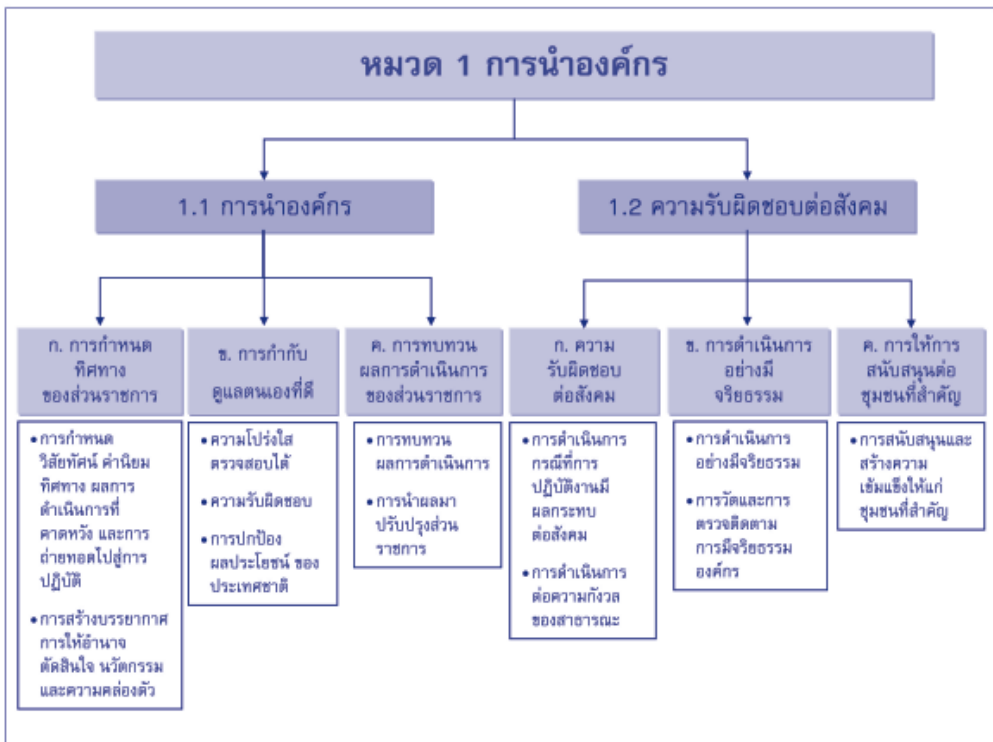 หมวด 1 การนำองค์กร
1.1 การนำองค์กร
1.2 ความรับผิดชอบต่อสังคม
ก. การกำหนด
ทิศทาง
ของส่วนราชการ
ข. การกำกับ
ดูแลตนเองที่ดี
ค. การทบทวน
ผลการดำเนินการ
ของส่วนราชการ
ก. ความ
รับผิดชอบ
ต่อสังคม
ข. การดำเนินการ
อย่างมี
จริยธรรม
ค. การให้การ
สนับสนุนต่อ
ชุมชนที่สำคัญ
•การกำหนด
วิสัยทัศน์ ค่านิยม
ทิศทาง ผลการ
ดำเนินการที่
คาดหวัง และการ
ถ่ายทอดไปสู่การ
ปฏิบัติ
•การสร้างบรรยากาศ
การให้อำนาจ
ตัดสินใจ นวัตกรรม
และความคล่องตัว
•ความโปร่งใส
ตรวจสอบได้
•ความรับผิดชอบ
•การปกป้อง
ผลประโยชน์ ของ
ประเทศชาติ
•การทบทวน
ผลการดำเนินการ
•การนำผลมา
ปรับปรุงส่วน
ราชการ
•การดำเนินการ
กรณีที่การ
ปฏิบัติงานมี
ผลกระทบ
ต่อสังคม
•การดำเนินการ
ต่อความกังวล
ของสาธารณะ
•การดำเนินการ
อย่างมีจริยธรรม
•การวัดและการ
ตรวจติดตาม
การมีจริยธรรม
องค์กร
•การสนับสนุนและ
สร้างความ
เข้มแข็งให้แก่
ชุมชนที่สำคัญ